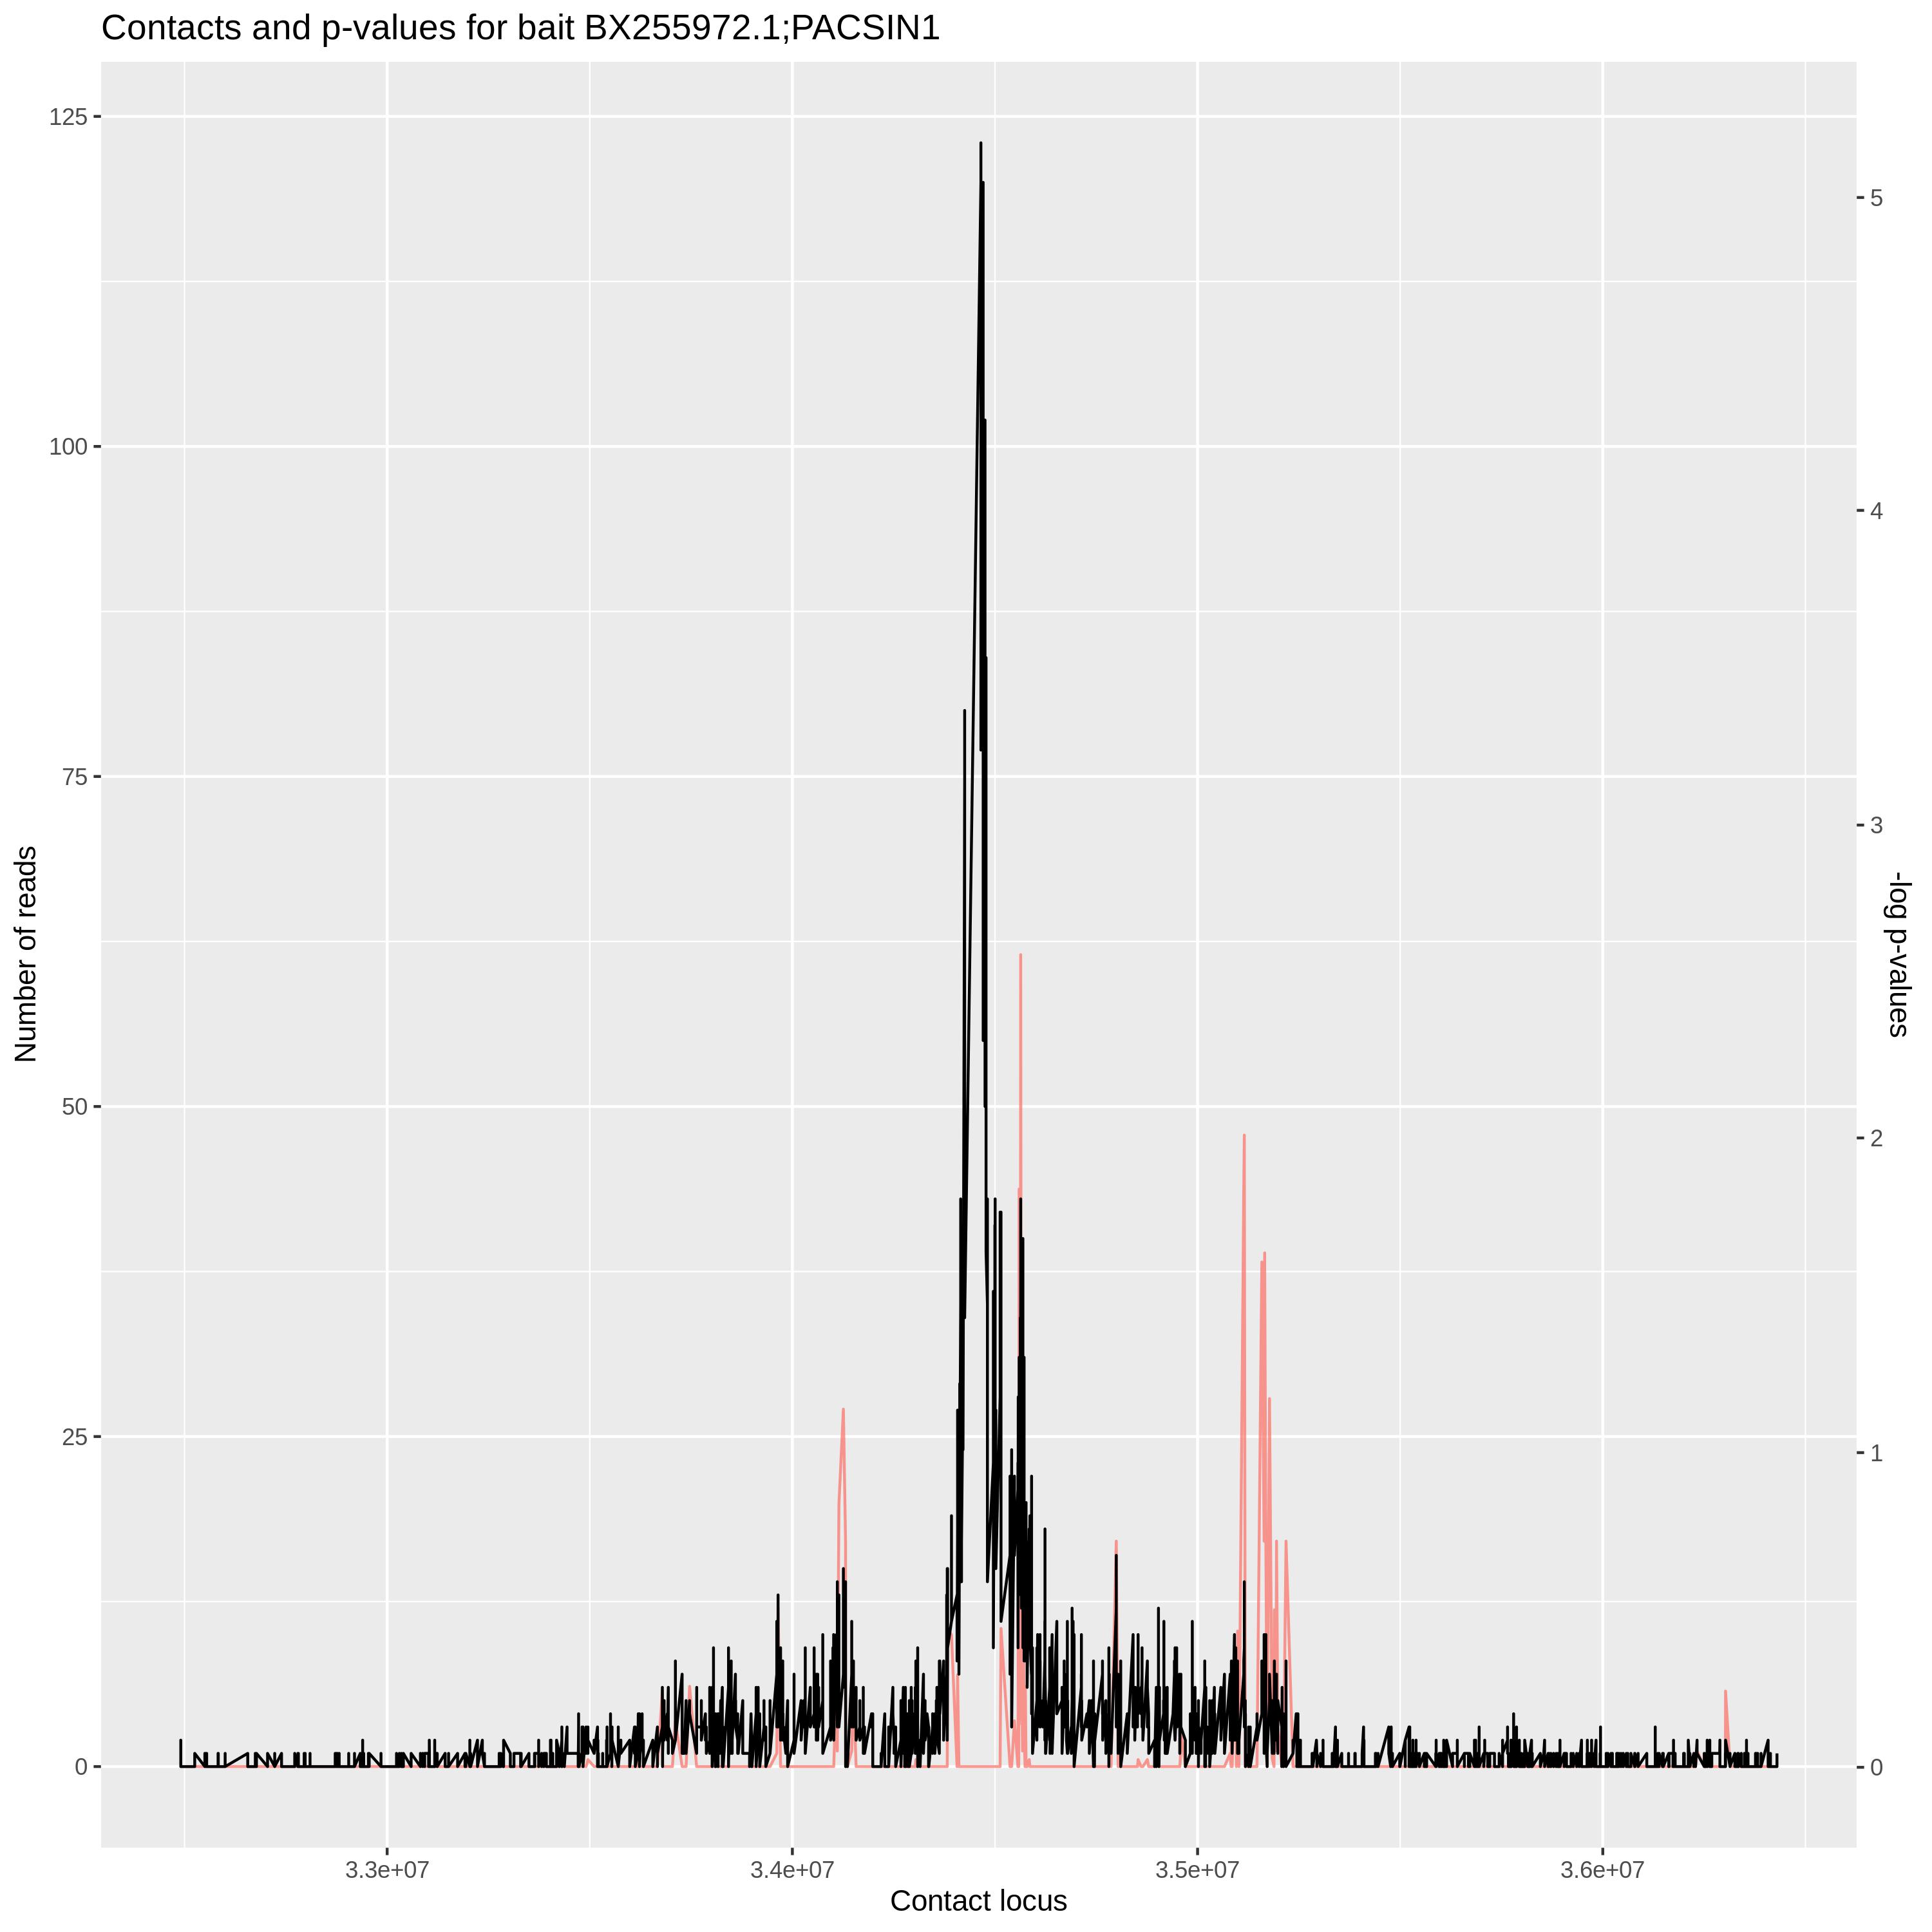 Contacts and p-values for bait BX255972.1;PACSIN1
125
100
75
50
25
0
Number of reads
5
4
3
2
1
0
-log p-values
3.3e+07
3.4e+07
3.5e+07
3.6e+07
Contact locus